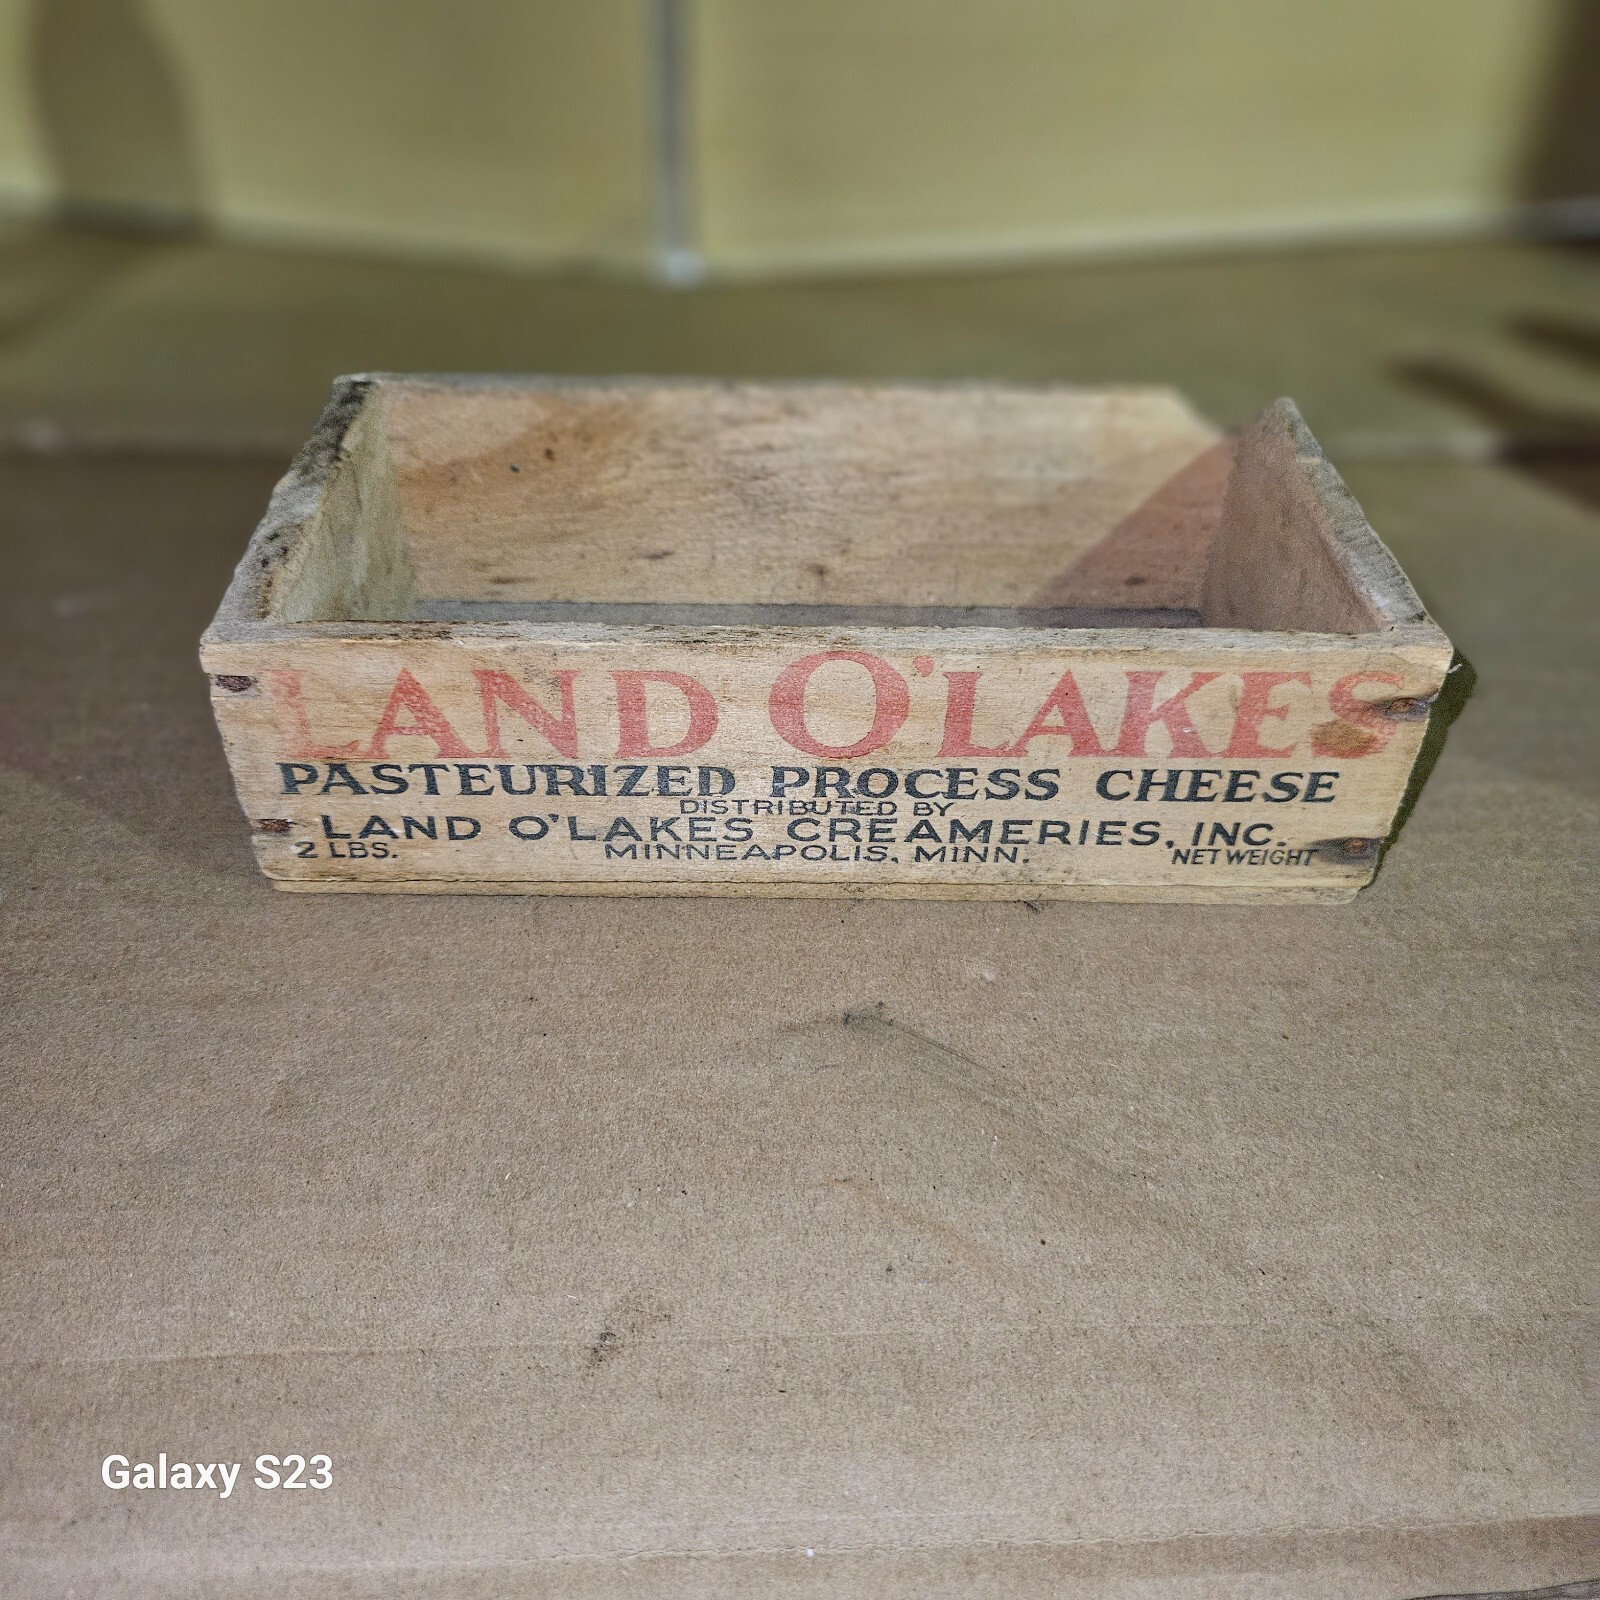 LAND O'LAKES
PASTEURIZED PROCESS CHEESE
DISTRIBUTED BY
LAND O'LAKES CREAMERIES, INC.
2 LBS. MINNEAPOLIS, MINN. NET WEIGHT
Galaxy S23